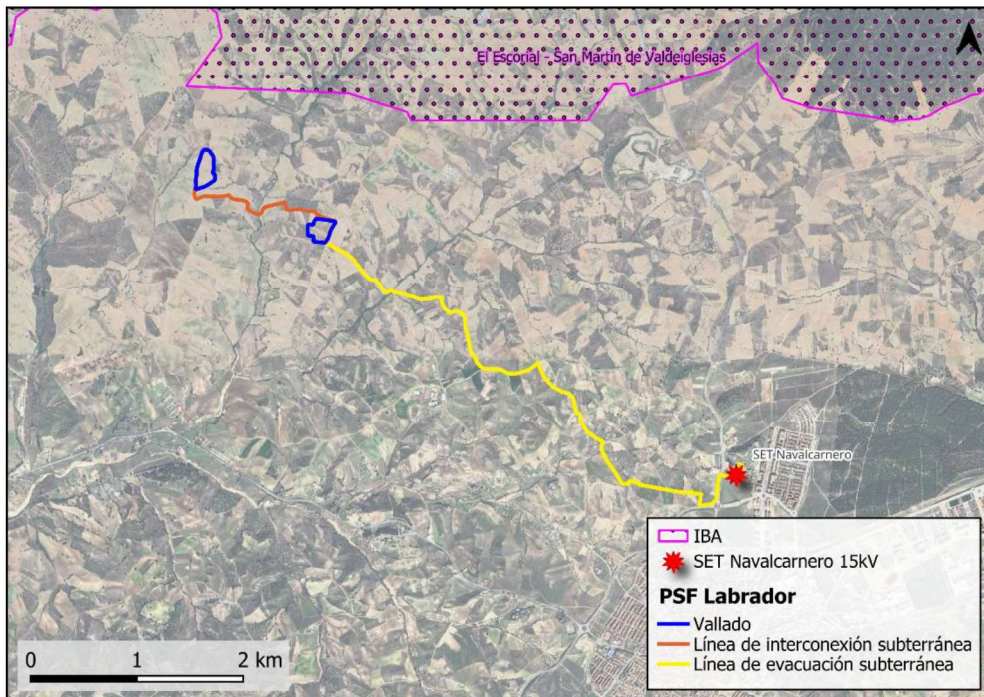 El Escorial - San Martín de Valdeiglesias
SET Navalcarnero
IBA
SET Navalcarnero 15kV
PSF Labrador
Vallado
Línea de interconexión subterránea
Línea de evacuación subterránea
0 1 2 km